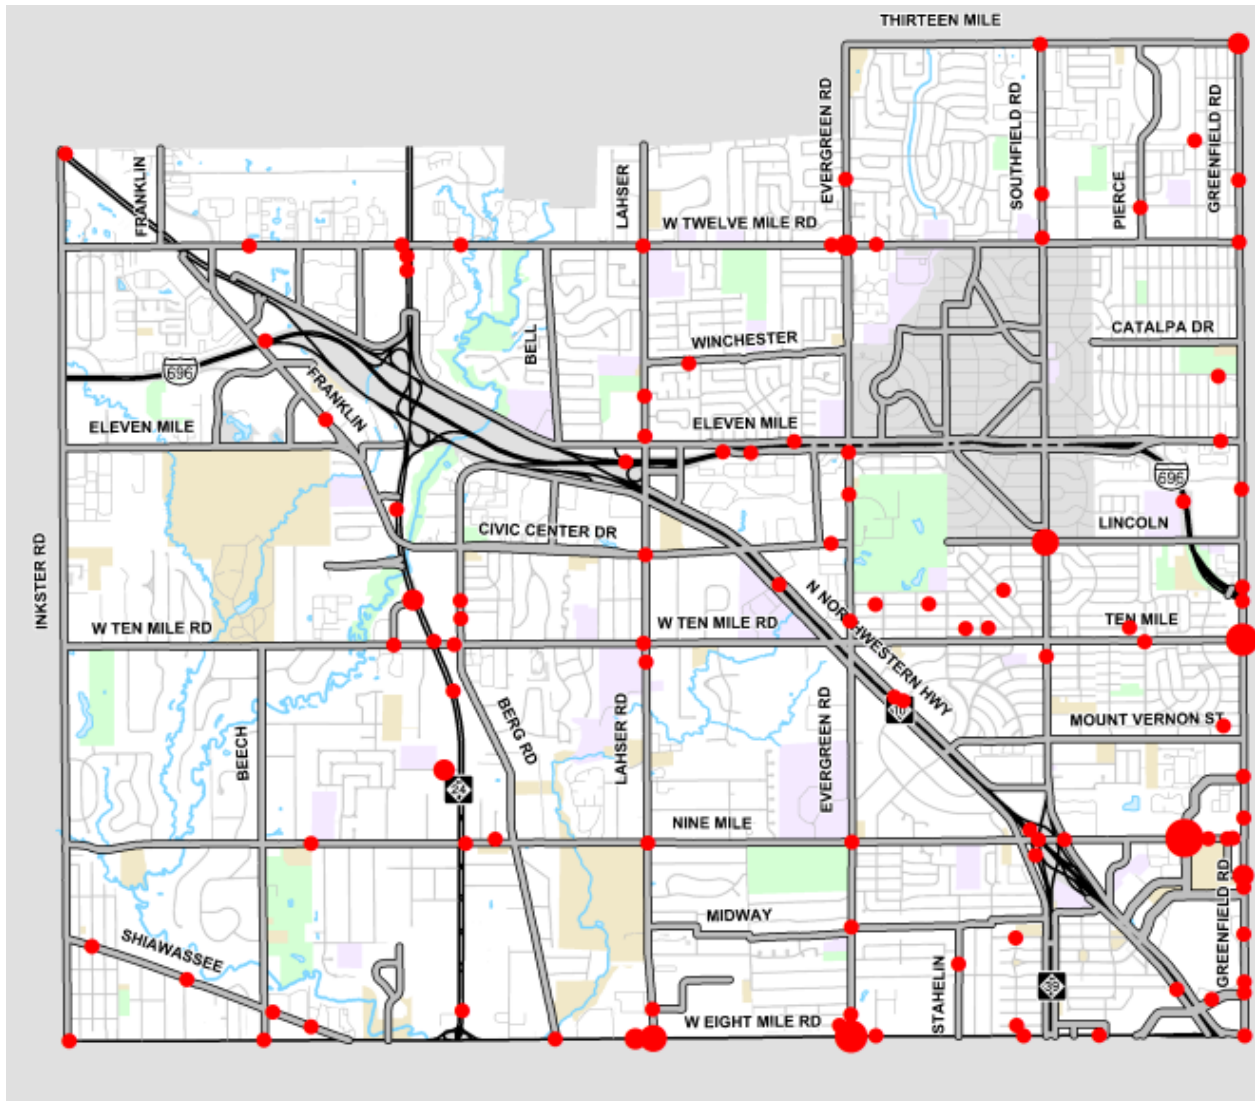 THIRTEEN MILE
EVERGREEN RD
SOUTHFIELD RD
GREENFIELD RD
PIERCE
FRANKLIN
LAHSER
W TWELVE MILE RD
CATALPA DR
WINCHESTER
BELL
696
FRANKLIN
ELEVEN MILE
ELEVEN MILE
696
LINCOLN
CIVIC CENTER DR
INKSTER RD
N NORTHWESTERN HWY
W TEN MILE RD
W TEN MILE RD
TEN MILE
BERG RD
LAHSER RD
EVERGREEN RD
10
MOUNT VERNON ST
BEECH
24
NINE MILE
GREENFIELD RD
MIDWAY
SHIAWASSEE
STAHELIN
39
W EIGHT MILE RD